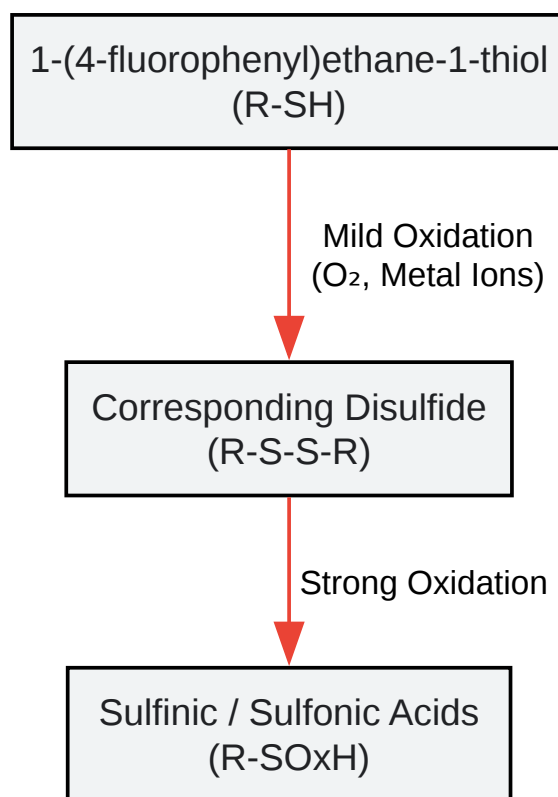 1-(4-fluorophenyl)ethane-1-thiol
(R-SH)
Mild Oxidation
(O₂, Metal Ions)
Corresponding Disulfide
(R-S-S-R)
Strong Oxidation
Sulfinic / Sulfonic Acids
(R-SOxH)